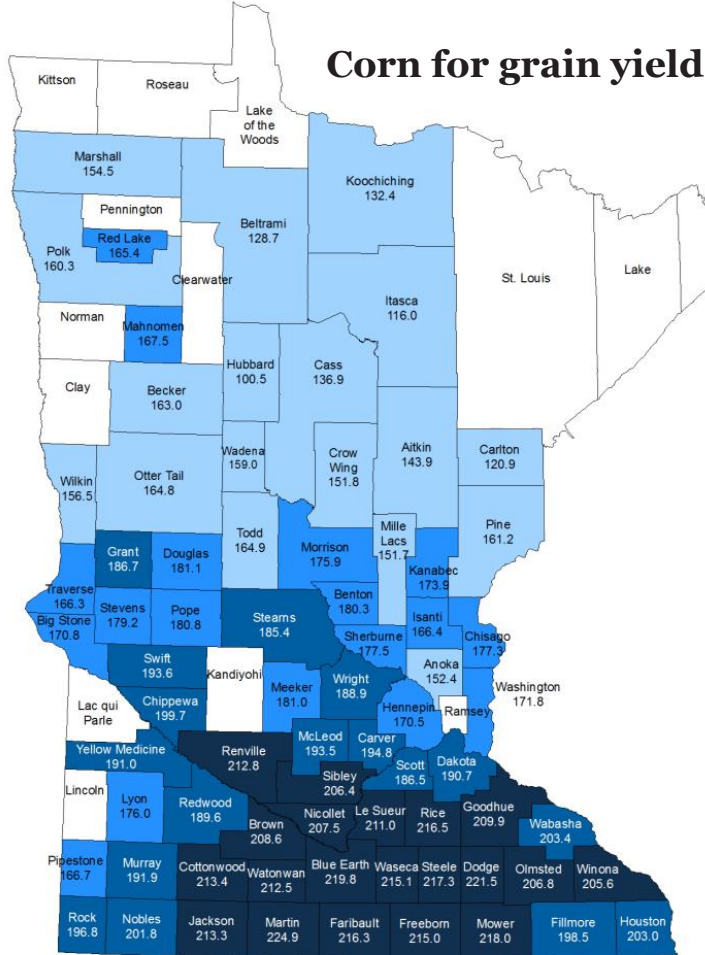 Corn for grain yield
Kittson
Roseau
Lake
of the
Woods
Marshall
154.5
Koochiching
132.4
Pennington
Beltrami
128.7
Red Lake
165.4
Polk
160.3
Clearwater
St. Louis
Lake
Itasca
116.0
Norman
Mahnomen
167.5
Hubbard
100.5
Cass
136.9
Clay
Becker
163.0
Wadena
159.0
Crow
Wing
151.8
Aitkin
143.9
Carlton
120.9
Wilkin
156.5
Otter Tail
164.8
Pine
161.2
Todd
164.9
Mille
Lacs
151.7
Grant
186.7
Douglas
181.1
Morrison
175.9
Kanabec
173.9
Traverse
166.3
Stevens
179.2
Pope
180.8
Benton
180.3
Big Stone
170.8
Stearns
185.4
Isanti
166.4
Sherburne
177.5
Chisago
177.3
Swift
193.6
Kandiyohi
Anoka
152.4
Meeker
181.0
Wright
188.9
Washington
171.8
Lac qui
Parle
Chippewa
199.7
Hennepin
170.5
Ramsey
Yellow Medicine
191.0
Renville
212.8
McLeod
193.5
Carver
194.8
Scott
186.5
Dakota
190.7
Sibley
206.4
Lincoln
Lyon
176.0
Redwood
189.6
Nicollet
207.5
Le Sueur
211.0
Rice
216.5
Goodhue
209.9
Wabasha
203.4
Brown
208.6
Pipestone
166.7
Murray
191.9
Cottonwood
213.4
Watonwan
212.5
Blue Earth
219.8
Waseca
215.1
Steele
217.3
Dodge
221.5
Olmsted
206.8
Winona
205.6
Rock
196.8
Nobles
201.8
Jackson
213.3
Martin
224.9
Faribault
216.3
Freeborn
215.0
Mower
218.0
Fillmore
198.5
Houston
203.0